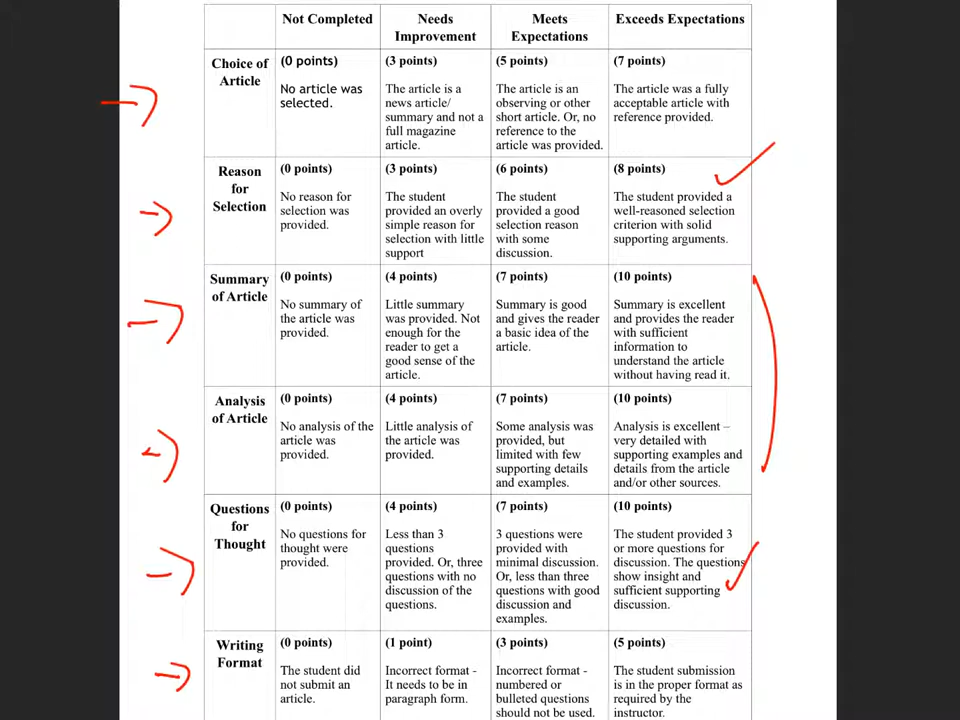 Not Completed
Needs
Improvement
Meets
Expectations
Exceeds Expectations
Choice of
Article
(0 points)
No article was
selected.
(3 points)
The article is a
news article/
summary and not a
full magazine
article.
(5 points)
The article is an
observing or other
short article. Or, no
reference to the
article was provided.
(7 points)
The article was a fully
acceptable article with
reference provided.
Reason
for
Selection
(0 points)
No reason for
selection was
provided.
(3 points)
The student
provided an overly
simple reason for
selection with little
support
(6 points)
The student
provided a good
selection reason
with some
discussion.
(8 points)
The student provided a
well-reasoned selection
criterion with solid
supporting arguments.
Summary
of Article
(0 points)
No summary of
the article was
provided.
(4 points)
Little summary
was provided. Not
enough for the
reader to get a
good sense of the
article.
(7 points)
Summary is good
and gives the reader
a basic idea of the
article.
(10 points)
Summary is excellent
and provides the reader
with sufficient
information to
understand the article
without having read it.
Analysis
of Article
(0 points)
No analysis of the
article was
provided.
(4 points)
Little analysis of
the article was
provided.
(7 points)
Some analysis was
provided, but
limited with few
supporting details
and examples.
(10 points)
Analysis is excellent –
very detailed with
supporting examples and
details from the article
and/or other sources.
Questions
for
Thought
(0 points)
No questions for
thought were
provided.
(4 points)
Less than 3
questions
provided. Or, three
questions with no
discussion of the
questions.
(7 points)
3 questions were
provided with
minimal discussion.
Or, less than three
questions with good
discussion and
examples.
(10 points)
The student provided 3
or more questions for
discussion. The questions
show insight and
sufficient supporting
discussion.
Writing
Format
(0 points)
The student did
not submit an
article.
(1 point)
Incorrect format -
It needs to be in
paragraph form.
(3 points)
Incorrect format -
numbered or
bulleted questions
should not be used.
(5 points)
The student submission
is in the proper format as
required by the
instructor.